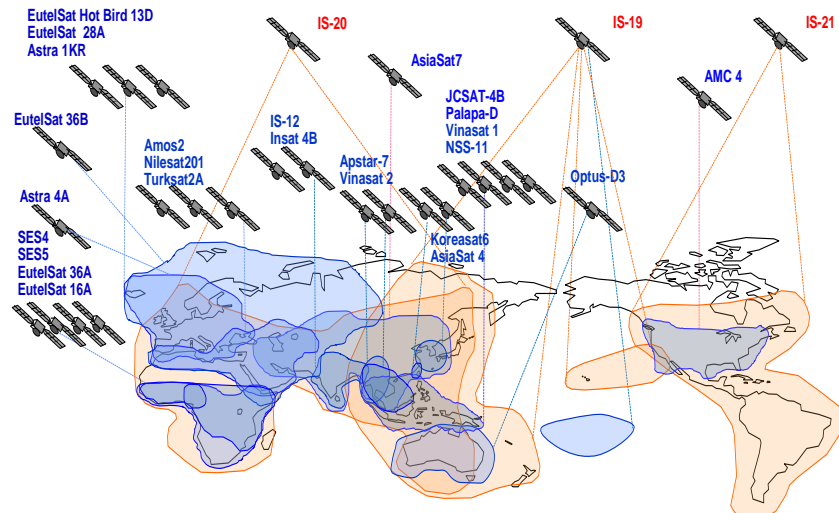 EutelSat Hot Bird 13D
EutelSat  28A
Astra 1KR
IS-20
AsiaSat7
IS-19
IS-21
AMC 4
EutelSat 36B
Amos2
Nilesat201
Turksat2A
IS-12
Insat 4B
Apstar-7
Vinasat 2
JCSAT-4B
Palapa-D
Vinasat 1
NSS-11
Optus-D3
Astra 4A
SES4
SES5
EutelSat 36A
EutelSat 16A
Koreasat6
AsiaSat 4